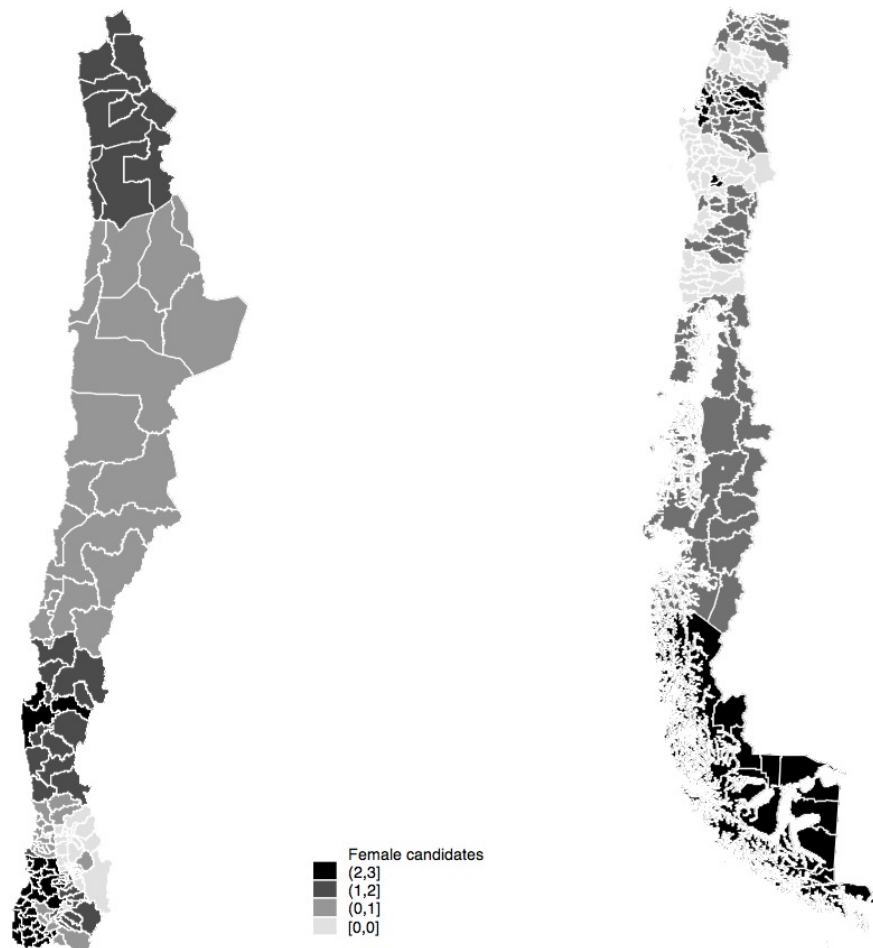 Female candidates
(2,3]
(1,2]
(0,1]
[0,0]